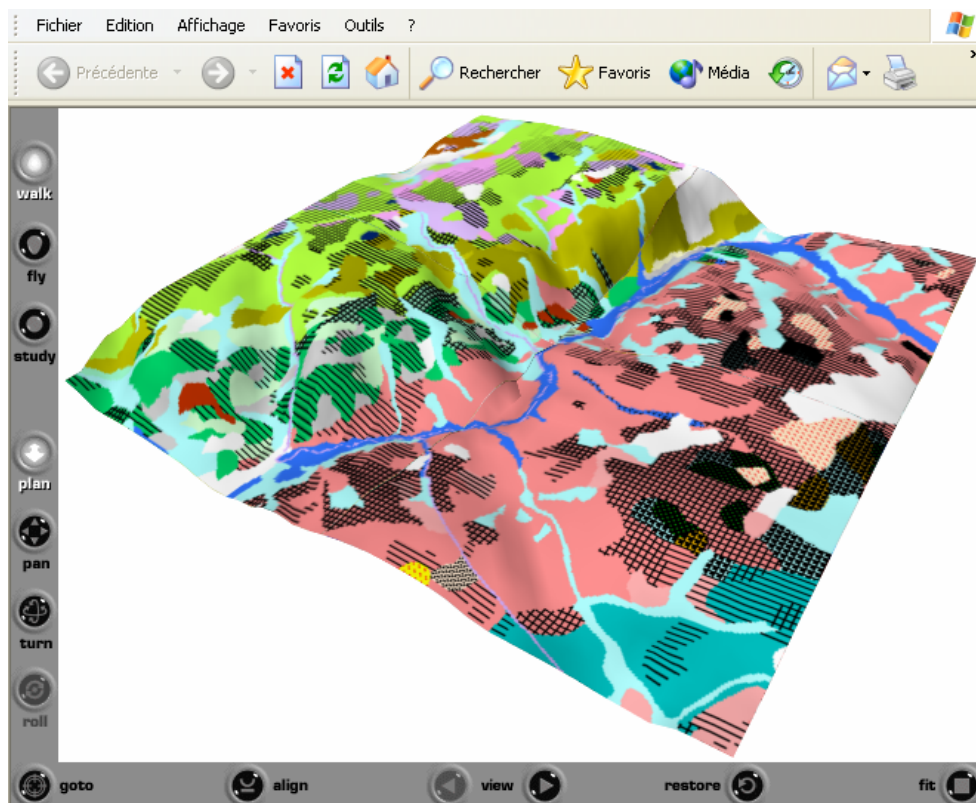 Fichier Edition Affichage Favoris Outils ?
Précédente Rechercher Favoris Média
walk
fly
study
plan
pan
turn
roll
goto align view restore fit